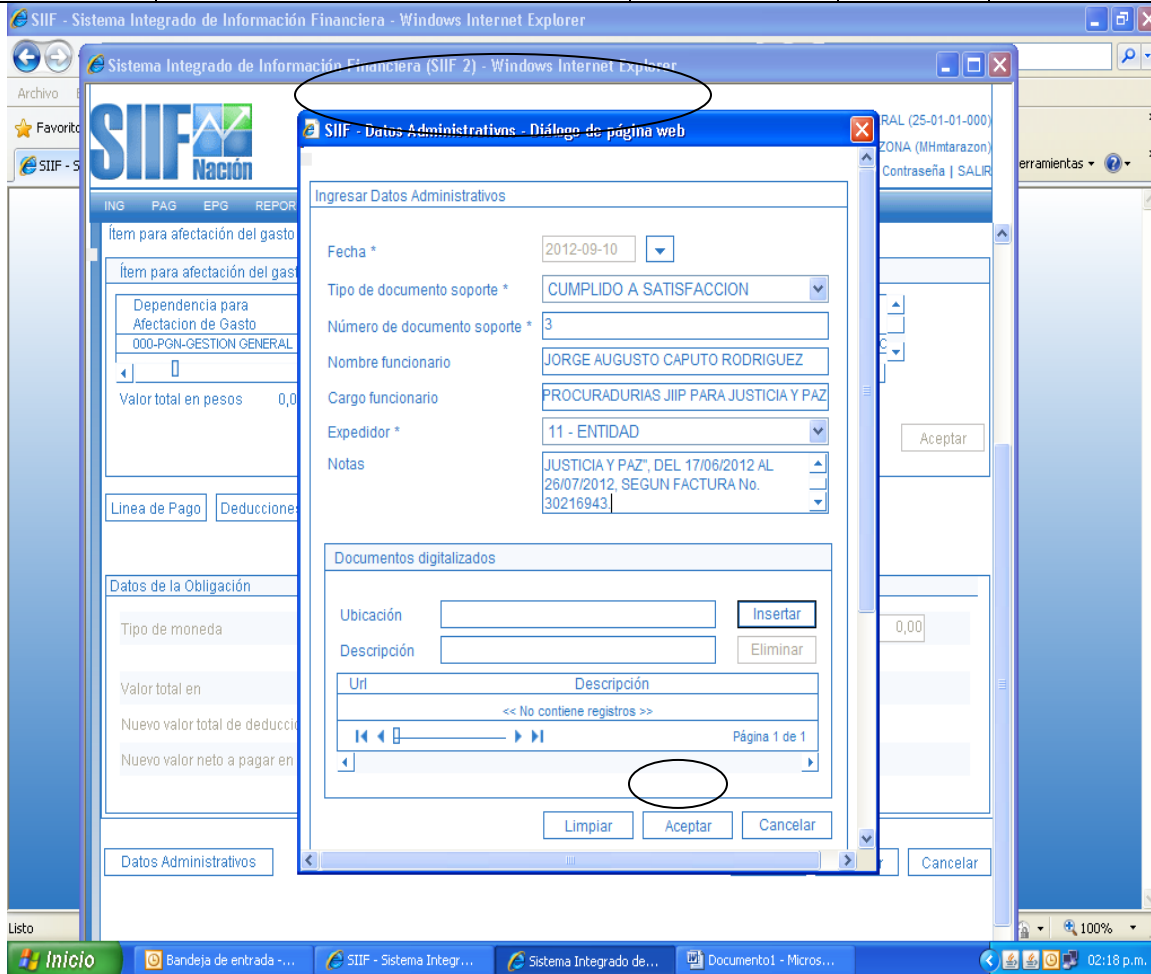 SIIF - Sistema Integrado de Información Financiera - Windows Internet Explorer
Sistema Integrado de Información Financiera (SIIF 2) - Windows Internet Explorer
Archivo
Favorito
SIIF - S
erramientas
SIIF Nación
RAL (25-01-01-000)
ZONA (MHmtarazon)
Contraseña | SALIR
ING PAG EPG REPOR
Ítem para afectación del gasto
Ítem para afectación del gast
Dependencia para
Afectacion de Gasto
000-PGN-GESTION GENERAL
Valor total en pesos 0,0
Aceptar
Linea de Pago Deduccione
Datos de la Obligación
Tipo de moneda
0,00
Valor total en
Nuevo valor total de deducci
Nuevo valor neto a pagar en
Datos Administrativos
Cancelar
SIIF - Datos Administrativos - Diálogo de página web
Ingresar Datos Administrativos
Fecha * 2012-09-10
Tipo de documento soporte * CUMPLIDO A SATISFACCION
Número de documento soporte * 3
Nombre funcionario JORGE AUGUSTO CAPUTO RODRIGUEZ
Cargo funcionario PROCURADURIAS JIIP PARA JUSTICIA Y PAZ
Expedidor * 11 - ENTIDAD
Notas JUSTICIA Y PAZ", DEL 17/06/2012 AL
26/07/2012, SEGUN FACTURA No.
30216943.
Documentos digitalizados
Ubicación Insertar
Descripción Eliminar
Url Descripción
<< No contiene registros >>
Página 1 de 1
Limpiar Aceptar Cancelar
Listo
100%
Inicio Bandeja de entrada -... SIIF - Sistema Integr... Sistema Integrado de... Documento1 - Micros... 02:18 p.m.